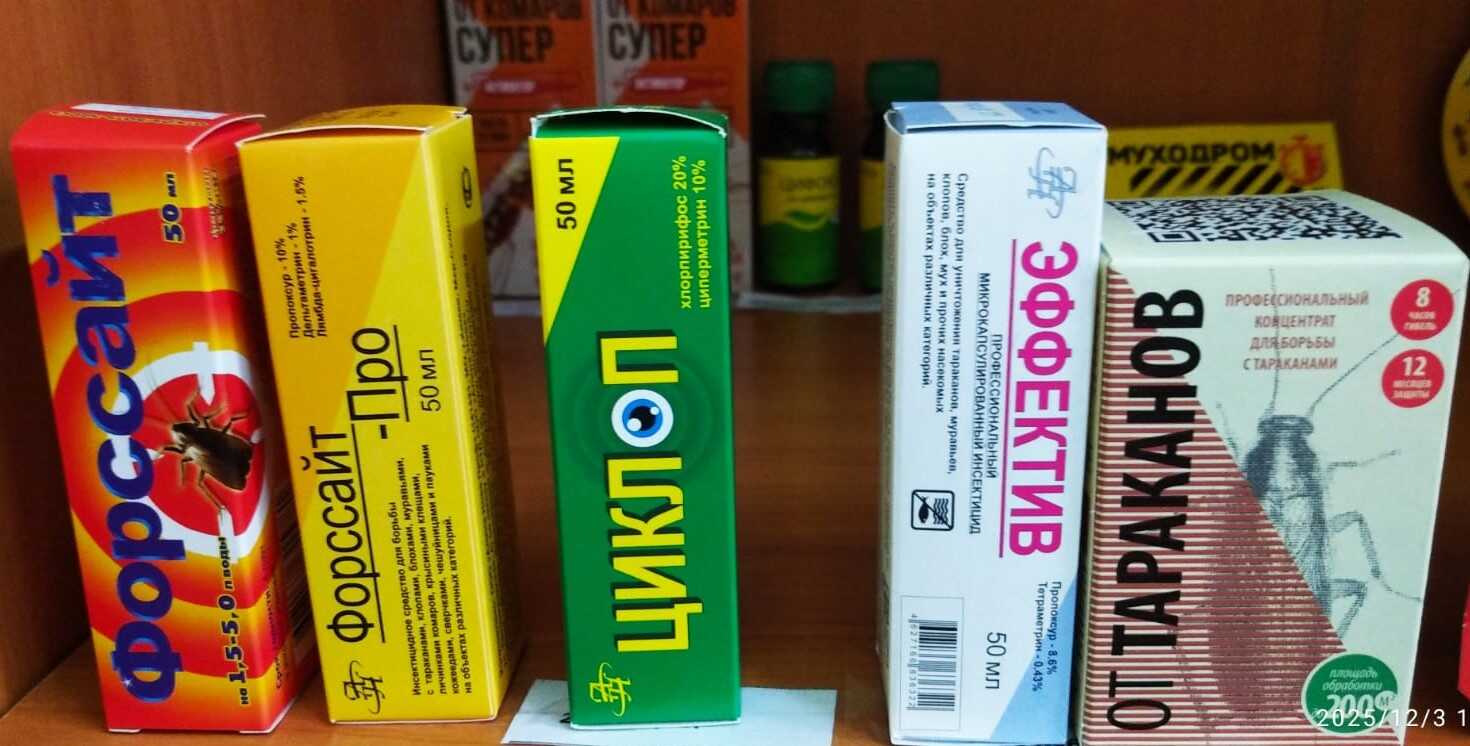 ОТ КОМАРОВ
СУПЕР
ОТ КОМАРОВ
СУПЕР
Форссайт
50 мл
на 1,5-5,0 л воды
Пропоксур - 10%
Дельтаметрин - 1%
Лямбда-цигалотрин - 1,5%
Форссайт
-Про
50 мл
Инсектицидное средство для борьбы
с тараканами, клопами, блохами, муравьями,
личинками комаров, крысиными клещами,
кожеедами, сверчками, чешуйницами и пауками
на объектах различных категорий.
50 мл
хлорпирифос 20%
циперметрин 10%
ЦИКЛОП
Средство для уничтожения тараканов, муравьев,
клопов, блох, мух и прочих насекомых
на объектах различных категорий.
ПРОФЕССИОНАЛЬНЫЙ
МИКРОКАПСУЛИРОВАННЫЙ ИНСЕКТИЦИД
ЭФФЕКТИВ
Пропоксур - 8,6%
Тетраметрин - 0,43%
50 мл
МУХОДРОМ
ОТ ТАРАКАНОВ
ПРОФЕССИОНАЛЬНЫЙ
КОНЦЕНТРАТ
ДЛЯ БОРЬБЫ
С ТАРАКАНАМИ
8
ЧАСОВ
ГИБЕЛЬ
12
МЕСЯЦЕВ
ЗАЩИТЫ
площадь
обработки
до 200 м²
2025/12/3 1